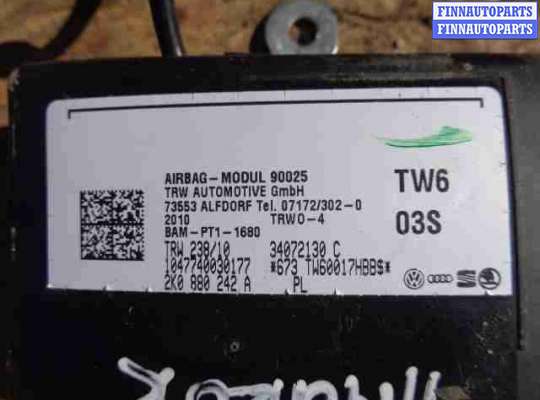 FINNAUTOPARTS
FINNAUTOPARTS
AIRBAG-MODUL 90025
TRW AUTOMOTIVE GmbH
73553 ALFDORF Tel. 07172/302-0
2010 TRWO-4
BAM-PT1-1680
TRW 238/10 34072130 C
1047740030177 *673 TW60017HBB$*
2K0 880 242 A PL
TW6
03S